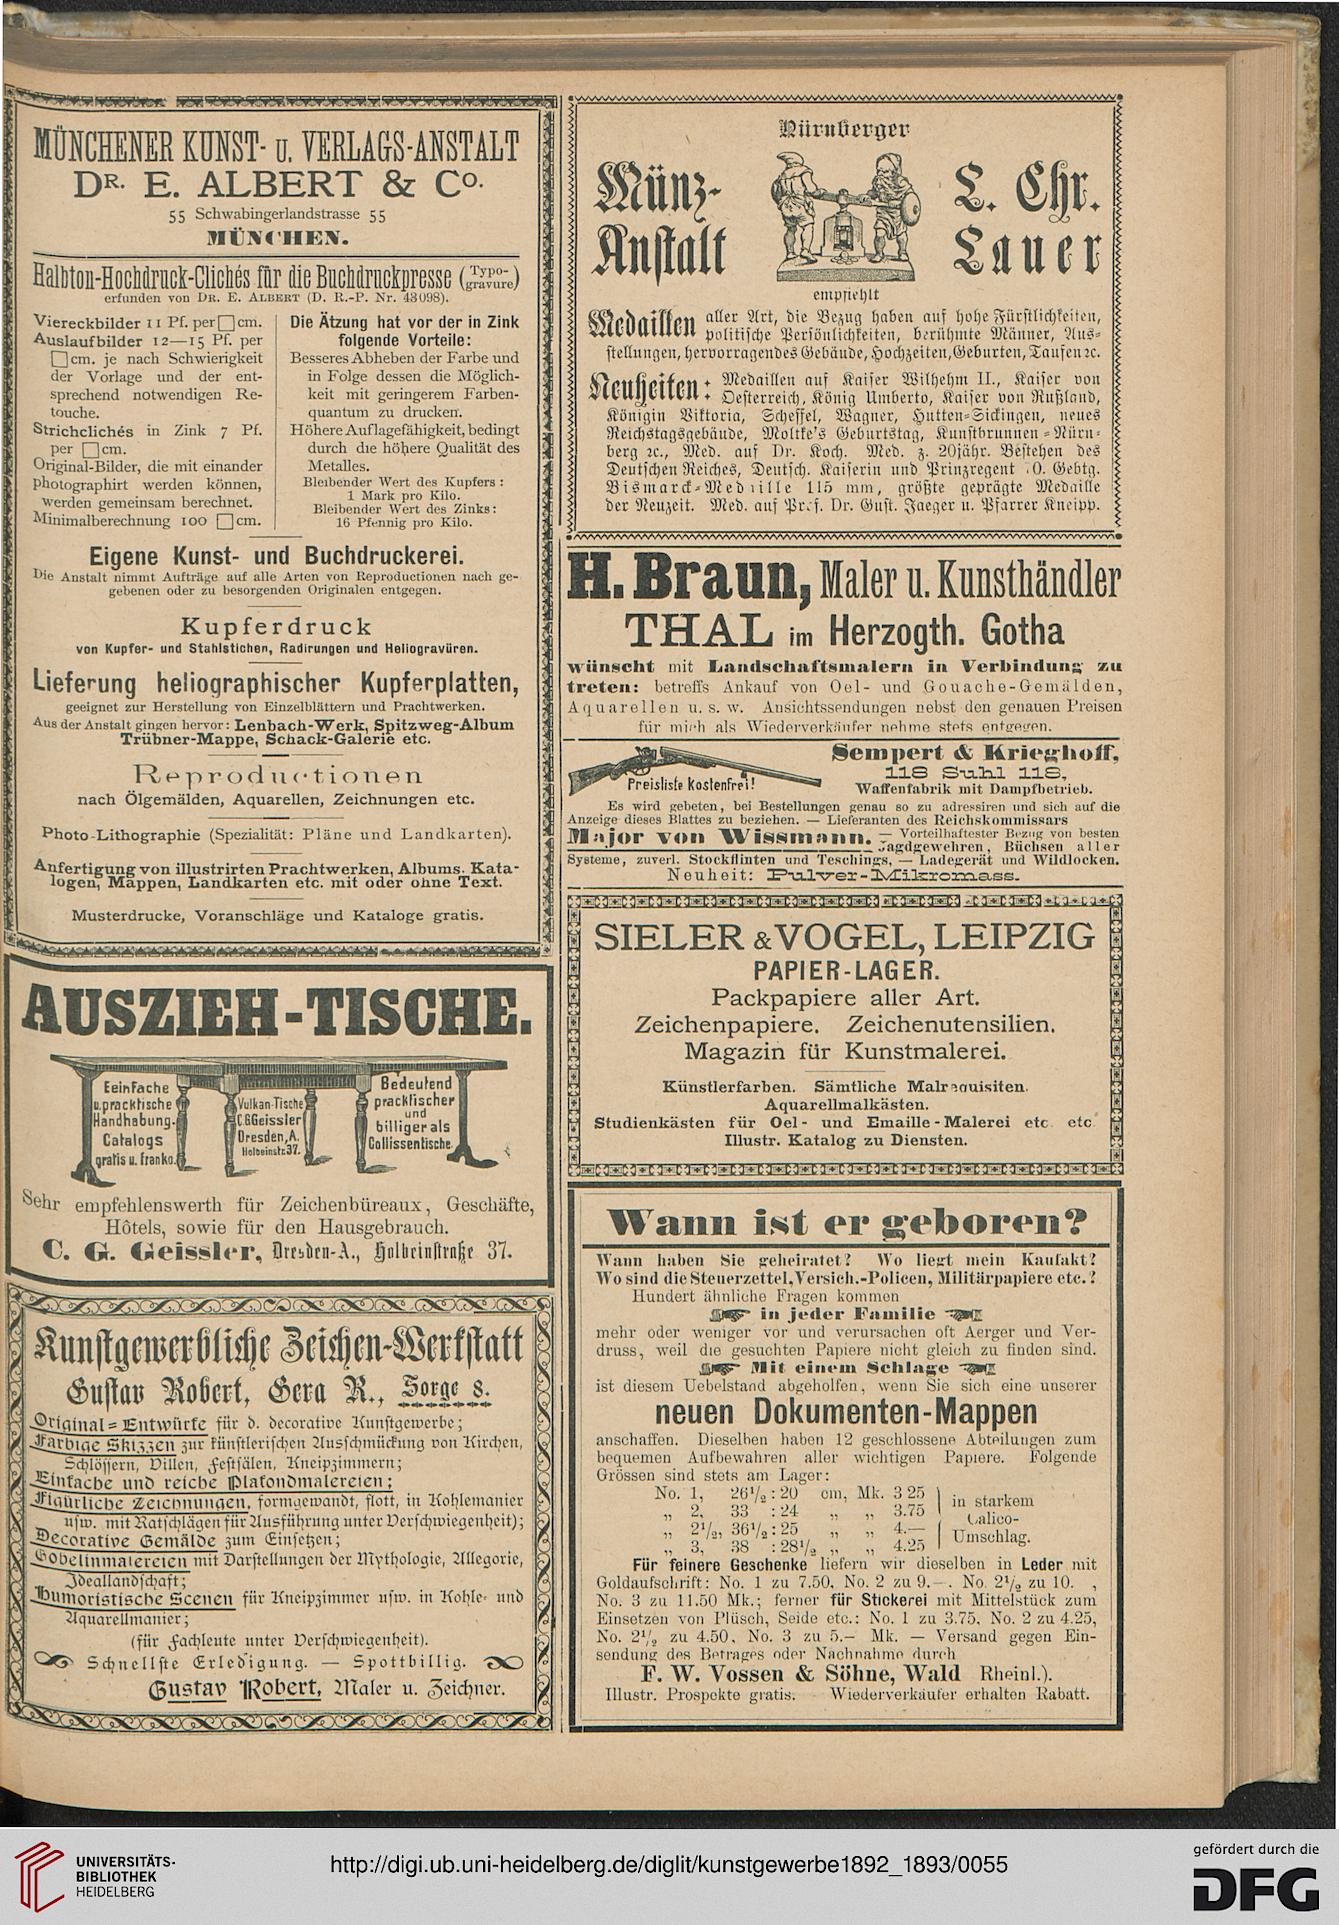 MÜNCHENER KUNST- U. VERLAGS-ANSTALT
DR. E. ALBERT & Co.
55 Schwabingerlandstrasse 55
MÜNCHEN.
Halbton-Hochdruck-Clichés für die Buchdruckpresse (Typo-gravure)
erfunden von DR. E. ALBERT (D. R.-P. Nr. 43098).
Viereckbilder 11 Pf. per □cm.
Auslaufbilder 12—15 Pf. per
□cm. je nach Schwierigkeit
der Vorlage und der ent-
sprechend notwendigen Re-
touche.
Strichclichés in Zink 7 Pf.
per □cm.
Original-Bilder, die mit einander
photographirt werden können,
werden gemeinsam berechnet.
Minimalberechnung 100 □cm.
Die Ätzung hat vor der in Zink
folgende Vorteile:
Besseres Abheben der Farbe und
in Folge dessen die Möglich-
keit mit geringerem Farben-
quantum zu drucken.
Höhere Auflagefähigkeit, bedingt
durch die höhere Qualität des
Metalles.
Bleibender Wert des Kupfers:
1 Mark pro Kilo.
Bleibender Wert des Zinks:
16 Pfennig pro Kilo.
Eigene Kunst- und Buchdruckerei.
Die Anstalt nimmt Aufträge auf alle Arten von Reproductionen nach ge-
gebenen oder zu besorgenden Originalen entgegen.
Kupferdruck
von Kupfer- und Stahlstichen, Radirungen und Heliogravüren.
Lieferung heliographischer Kupferplatten,
geeignet zur Herstellung von Einzelblättern und Prachtwerken.
Aus der Anstalt gingen hervor: Lenbach-Werk, Spitzweg-Album
Trübner-Mappe, Schack-Galerie etc.
Reproductionen
nach Ölgemälden, Aquarellen, Zeichnungen etc.
Photo-Lithographie (Spezialität: Pläne und Landkarten).
Anfertigung von illustrirten Prachtwerken, Albums. Kata-
logen, Mappen, Landkarten etc. mit oder ohne Text.
Musterdrucke, Voranschläge und Kataloge gratis.
AUSZIEH-TISCHE.
Eeinfache
u. pracktische
Handhabung.
Catalogs
gratis u. franko.
Vulkan-Tische
C.G Geissler
Dresden, A.
Holbeinstr. 37.
Bedeutend
pracktischer
und
billiger als
Collissentische.
Sehr empfehlenswerth für Zeichenbüreaux, Geschäfte,
Hôtels, sowie für den Hausgebrauch.
C. G. Geissler, Dresden-A., Holbeinstraße 37.
Kunstgewerbliche Zeichen-Werkstatt
Gustav Robert, Gera R., Sorge 8.
Original-Entwürfe für d. decorative Kunstgewerbe;
Farbige Skizzen zur künstlerischen Ausschmückung von Kirchen,
Schlössern, Villen, Festsälen, Kneipzimmern;
Einfache und reiche Plafondmalereien;
Figürliche Zeichnungen, formgewandt, flott, in Kohlemanier
usw. mit Ratschlägen für Ausführung unter Verschwiegenheit);
Decorative Gemälde zum Einsetzen;
Gobelinmalereien mit Darstellungen der Mythologie, Allegorie,
Ideallandschaft;
Humoristische Scenen für Kneipzimmer usw. in Kohle- und
Aquarellmanier;
(für Fachleute unter Verschwiegenheit).
Schnellste Erledigung. — Spottbillig.
Gustav Robert, Maler u. Zeichner.
Nürnberger
Münz-
Anstalt
L. Chr.
Lauer
empfiehlt
Medaillen aller Art, die Bezug haben auf hohe Fürstlichkeiten,
politische Persönlichkeiten, berühmte Männer, Aus-
stellungen, hervorragendes Gebäude, Hochzeiten, Geburten, Taufen ꝛc.
Neuheiten: Medaillen auf Kaiser Wilhelm II., Kaiser von
Oesterreich, König Umberto, Kaiser von Rußland,
Königin Viktoria, Scheffel, Wagner, Hutten-Sickingen, neues
Reichstagsgebäude, Moltke's Geburtstag, Kunstbrunnen-Nürn-
berg ꝛc., Med. auf Dr. Koch. Med. z. 20jähr. Bestehen des
Deutschen Reiches, Deutsch. Kaiserin und Prinzregent Gebtg.
Bismarck-Medaille 115 mm, größte geprägte Medaille
der Neuzeit. Med. auf Prof. Dr. Gust. Jaeger u. Pfarrer Kneipp.
H. Braun, Maler u. Kunsthändler
THAL im Herzogth. Gotha
wünscht mit Landschaftsmalern in Verbindung zu
treten: betreffs Ankauf von Oel- und Gouache-Gemälden,
Aquarellen u. s. w. Ansichtssendungen nebst den genauen Preisen
für mich als Wiederverkäufer nehme stets entgegen.
Preisliste Kostenfrei!
Sempert & Krieghoff,
118 Suhl 118,
Waffenfabrik mit Dampfbetrieb.
Es wird gebeten, bei Bestellungen genau so zu adressiren und sich auf die
Anzeige dieses Blattes zu beziehen. — Lieferanten des Reichskommissars
Major von Wissmann. — Vorteilhaftester Bezug von besten
Jagdgewehren, Büchsen aller
Systeme, zuverl. Stockflinten und Teschings, — Ladegerät und Wildlocken.
Neuheit: Pulver-Mikromass.
SIELER & VOGEL, LEIPZIG
PAPIER-LAGER.
Packpapiere aller Art.
Zeichenpapiere. Zeichenutensilien.
Magazin für Kunstmalerei.
Künstlerfarben. Sämtliche Malrequisiten.
Aquarellmalkästen.
Studienkästen für Oel- und Emaille-Malerei etc. etc.
Illustr. Katalog zu Diensten.
Wann ist er geboren?
Wann haben Sie geheiratet? Wo liegt mein Kaufakt?
Wo sind die Steuerzettel, Versich.-Policen, Militärpapiere etc.?
Hundert ähnliche Fragen kommen
in jeder Familie
mehr oder weniger vor und verursachen oft Aerger und Ver-
druss, weil die gesuchten Papiere nicht gleich zu finden sind.
Mit einem Schlage
ist diesem Uebelstand abgeholfen, wenn Sie sich eine unserer
neuen Dokumenten-Mappen
anschaffen. Dieselben haben 12 geschlossene Abteilungen zum
bequemen Aufbewahren aller wichtigen Papiere. Folgende
Grössen sind stets am Lager:
No. 1, 26½ : 20 cm, Mk. 3.25
„ 2, 33 : 24 „ „ 3.75
„ 2½, 36½ : 25 „ „ 4.—
„ 3, 38 : 28½ „ „ 4.25
in starkem
Calico-
Umschlag.
Für feinere Geschenke liefern wir dieselben in Leder mit
Goldaufschrift: No. 1 zu 7.50, No. 2 zu 9.—. No. 2½ zu 10. ,
No. 3 zu 11.50 Mk.; ferner für Stickerei mit Mittelstück zum
Einsetzen von Plüsch, Seide etc.: No. 1 zu 3.75. No. 2 zu 4.25,
No. 2½ zu 4.50, No. 3 zu 5.— Mk. — Versand gegen Ein-
sendung des Betrages oder Nachnahme durch
F. W. Vossen & Söhne, Wald Rheinl.).
Illustr. Prospekte gratis. Wiederverkäufer erhalten Rabatt.
UNIVERSITÄTS-
BIBLIOTHEK
HEIDELBERG
http://digi.ub.uni-heidelberg.de/diglit/kunstgewerbe1892_1893/0055
gefördert durch die
DFG